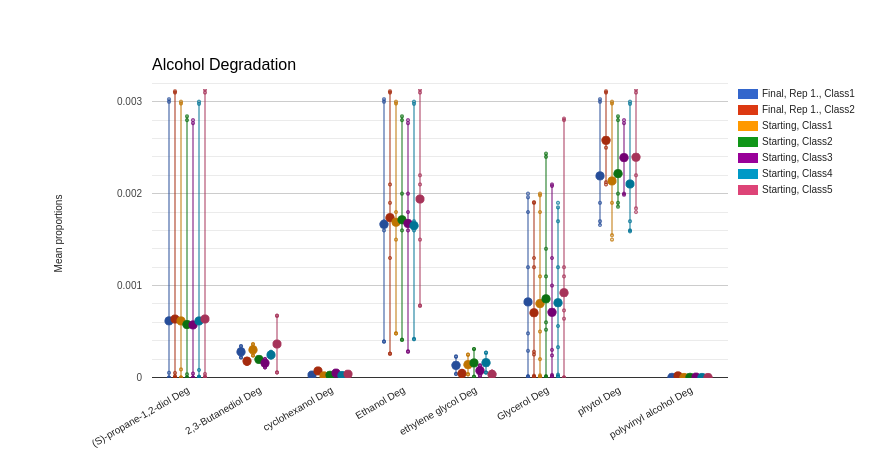 Alcohol Degradation
Mean proportions
0.003
0.002
0.001
0
(S)-propane-1,2-diol Deg
2,3-Butanediol Deg
cyclohexanol Deg
Ethanol Deg
ethylene glycol Deg
Glycerol Deg
phytol Deg
polyvinyl alcohol Deg
Final, Rep 1., Class1
Final, Rep 1., Class2
Starting, Class1
Starting, Class2
Starting, Class3
Starting, Class4
Starting, Class5